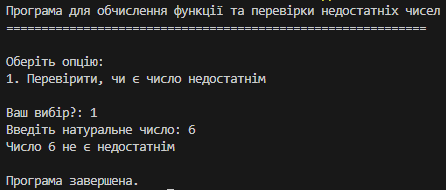 Програма для обчислення функції та перевірки недостатніх чисел
============================================================
Оберіть опцію:
1. Перевірити, чи є число недостатнім
Ваш вибір?: 1
Введіть натуральне число: 6
Число 6 не є недостатнім
Програма завершена.